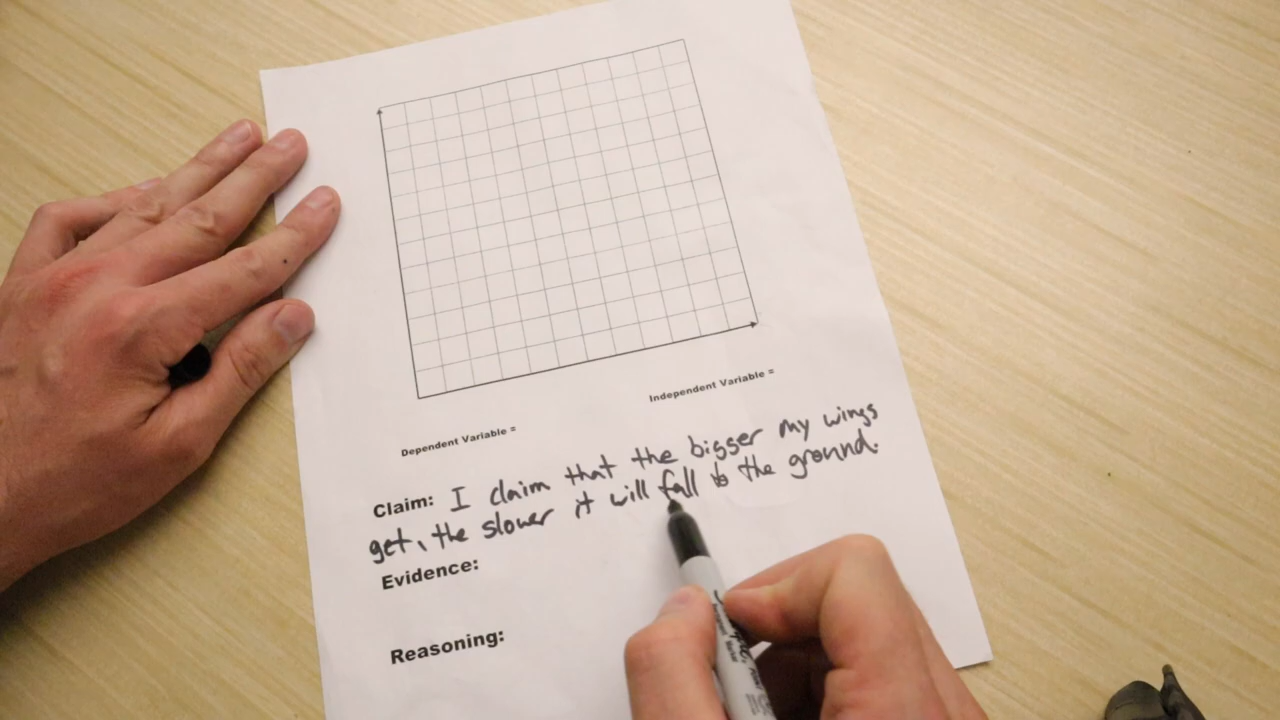 Independent Variable =
Dependent Variable =
Claim: I claim that the bigger my wings
get, the slower it will fall to the ground.
Evidence:
Reasoning: